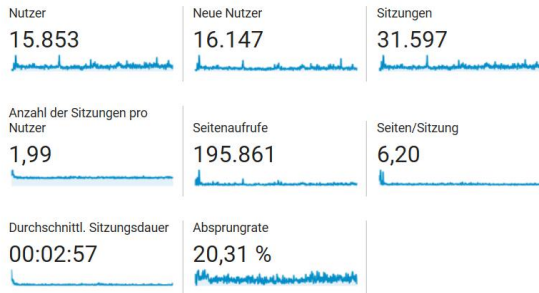 Nutzer
15.853
Neue Nutzer
16.147
Sitzungen
31.597
Anzahl der Sitzungen pro
Nutzer
1,99
Seitenaufrufe
195.861
Seiten/Sitzung
6,20
Durchschnittl. Sitzungsdauer
00:02:57
Absprungrate
20,31 %